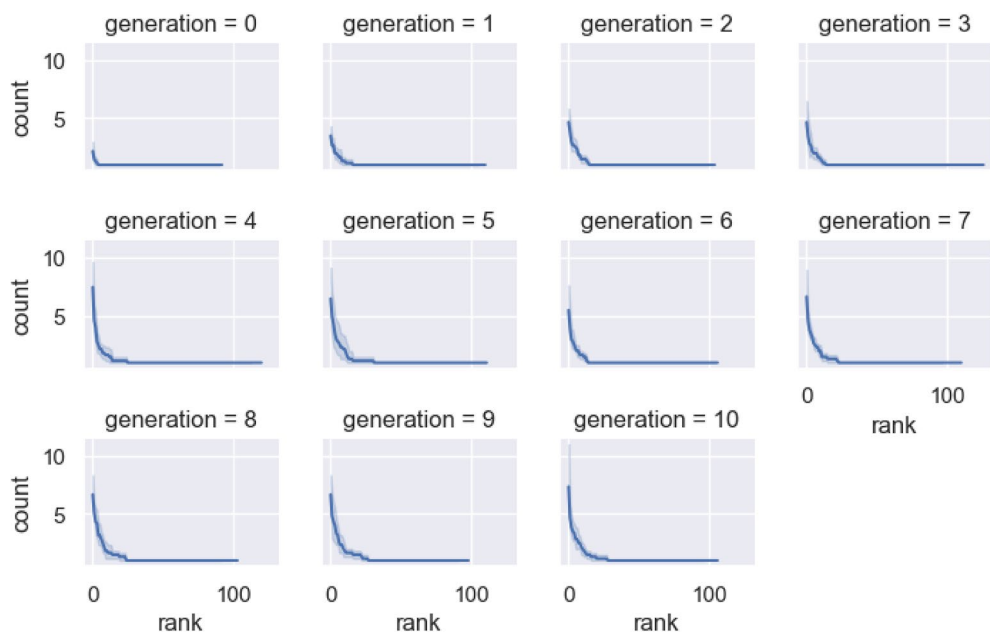 generation = 0
generation = 1
generation = 2
generation = 3
10
5
count
generation = 4
generation = 5
generation = 6
generation = 7
10
5
count
0
100
rank
generation = 8
generation = 9
generation = 10
10
5
count
0
100
0
100
0
100
rank
rank
rank